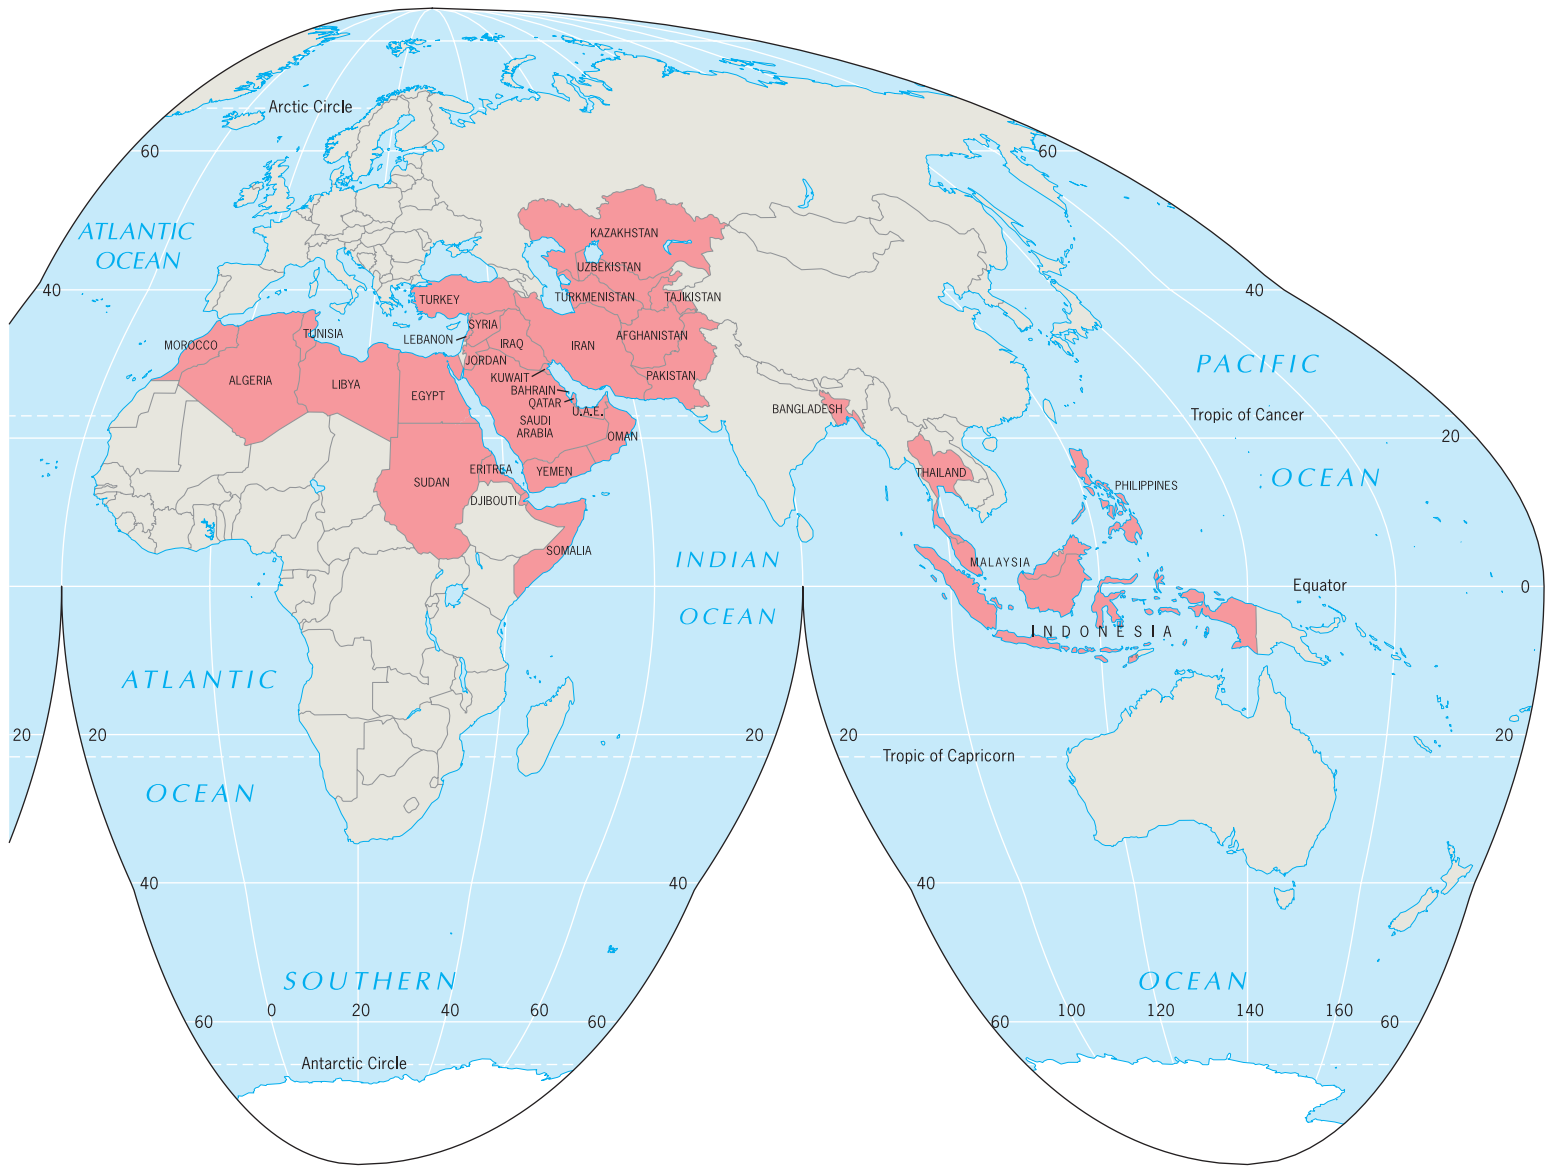 Arctic Circle
60
60
ATLANTIC
OCEAN
KAZAKHSTAN
UZBEKISTAN
40
TURKEY
TURKMENISTAN
TAJIKISTAN
40
MOROCCO
TUNISIA
SYRIA
LEBANON
IRAQ
IRAN
AFGHANISTAN
JORDAN
PACIFIC
ALGERIA
LIBYA
EGYPT
KUWAIT
PAKISTAN
BAHRAIN
QATAR
U.A.E.
BANGLADESH
Tropic of Cancer
SAUDI
ARABIA
OMAN
20
SUDAN
ERITREA
YEMEN
THAILAND
OCEAN
DJIBOUTI
PHILIPPINES
SOMALIA
INDIAN
MALAYSIA
Equator
0
OCEAN
INDONESIA
ATLANTIC
20
20
20
20
20
Tropic of Capricorn
OCEAN
40
40
40
SOUTHERN
OCEAN
60
0
20
40
60
60
60
100
120
140
160
60
Antarctic Circle